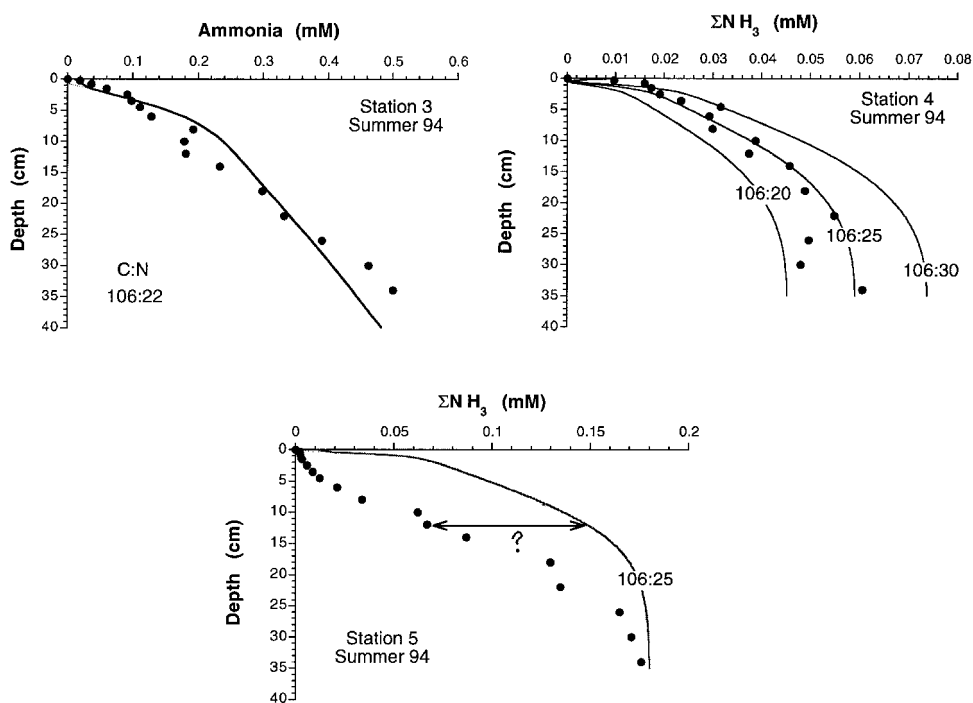 Ammonia (mM)
0 0.1 0.2 0.3 0.4 0.5 0.6
0
5
10
15
20
25
30
35
40
Depth (cm)
Station 3
Summer 94
C:N
106:22
ΣNH₃ (mM)
0 0.01 0.02 0.03 0.04 0.05 0.06 0.07 0.08
0
5
10
15
20
25
30
35
40
Depth (cm)
Station 4
Summer 94
106:20
106:25
106:30
ΣNH₃ (mM)
0 0.05 0.1 0.15 0.2
0
5
10
15
20
25
30
35
40
Depth (cm)
?
106:25
Station 5
Summer 94